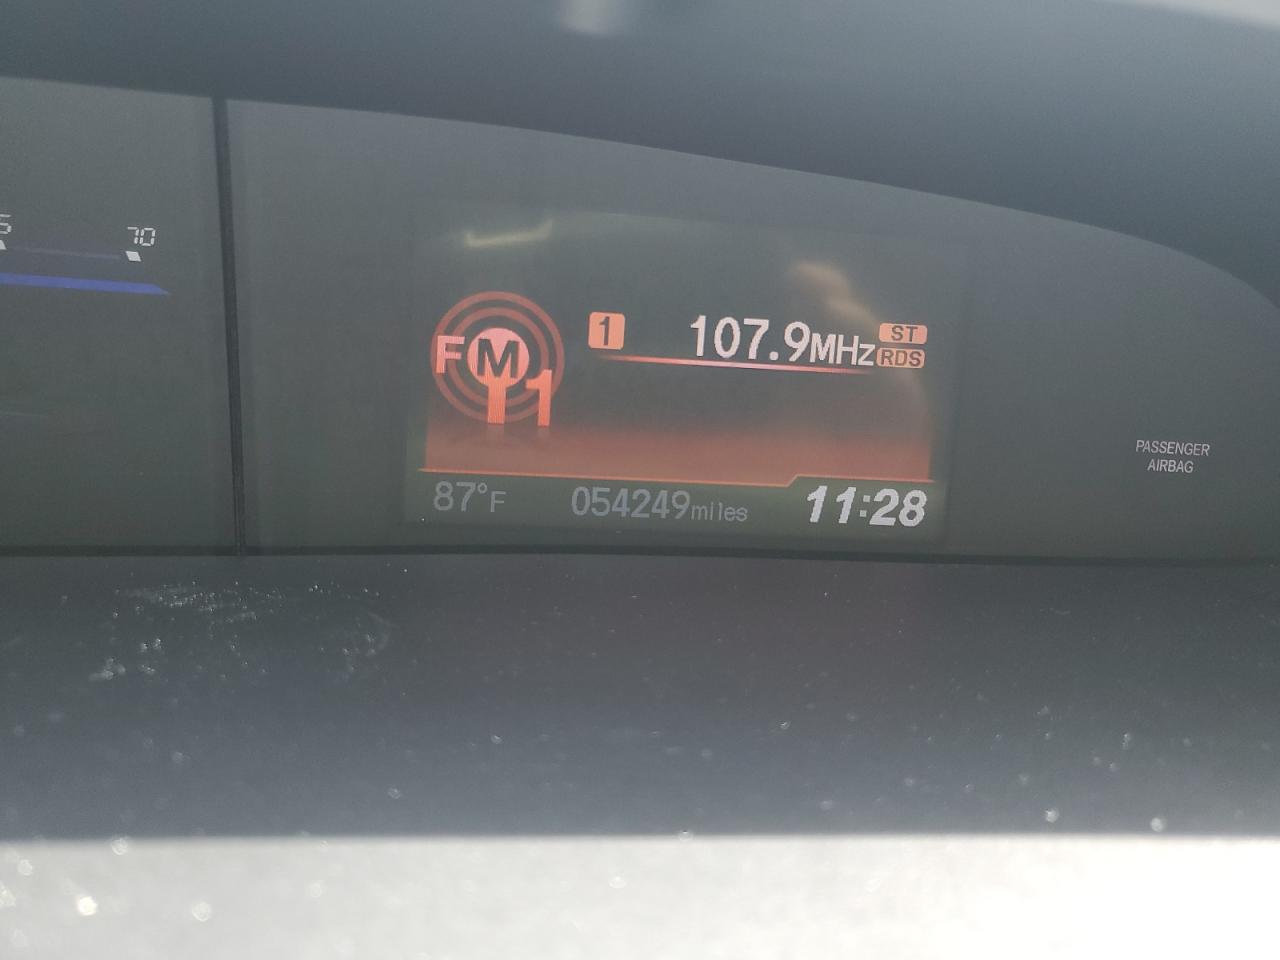 70
FM1
1 107.9MHz ST
RDS
87°F 054249miles 11:28
PASSENGER
AIRBAG